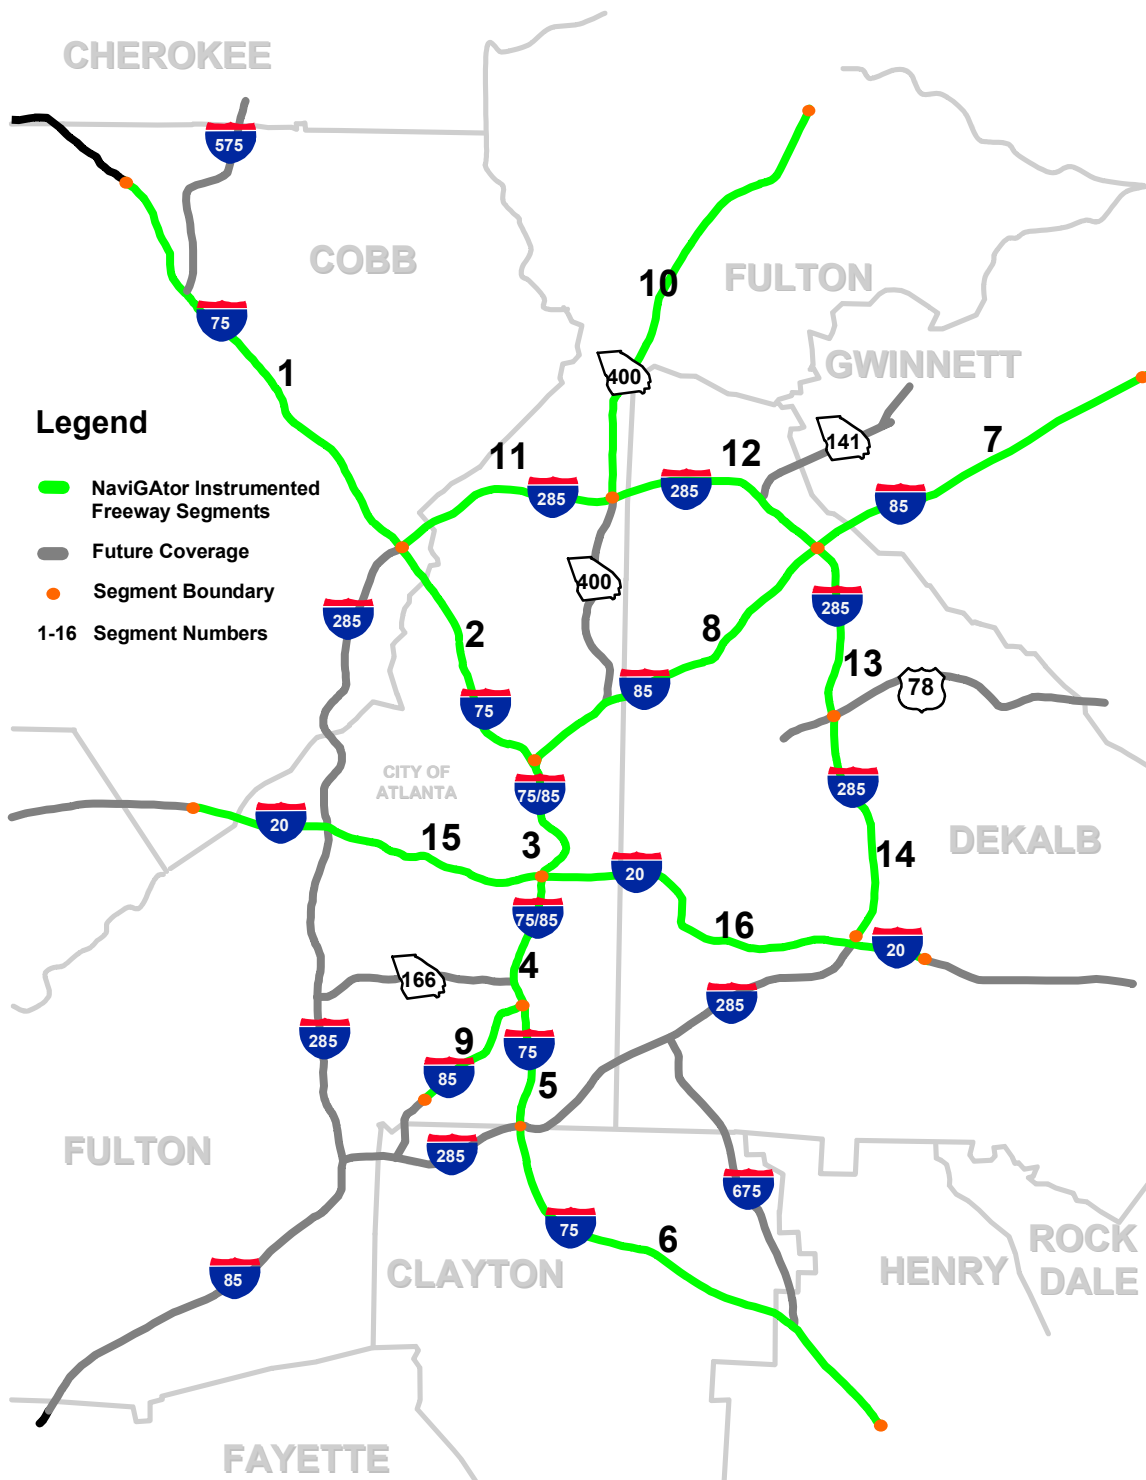 CHEROKEE
575
COBB
10
FULTON
75
1
400
GWINNETT
Legend
NaviGAtor Instrumented
Freeway Segments
Future Coverage
Segment Boundary
1-16 Segment Numbers
11
285
12
285
141
7
85
400
285
2
8
285
13
75
85
78
CITY OF
ATLANTA
75/85
285
20
15
3
20
14
DEKALB
75/85
16
20
4
166
285
285
9
75
85
5
FULTON
285
675
75
6
85
CLAYTON
HENRY
ROCK
DALE
FAYETTE